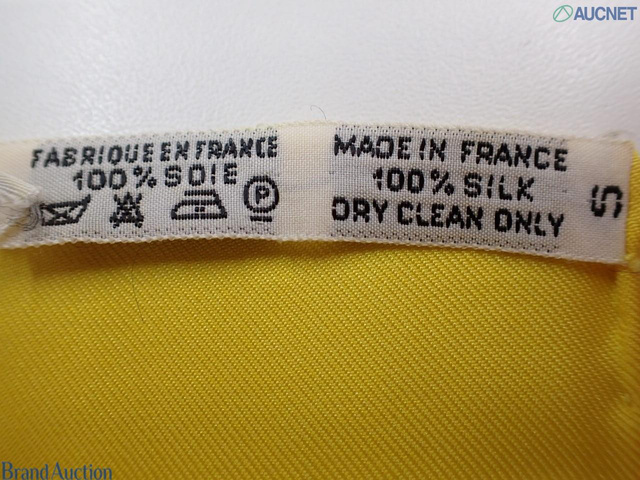 AUCNET
FABRIQUE EN FRANCE
100% SOIE
P
MADE IN FRANCE
100% SILK
DRY CLEAN ONLY
S
Brand Auction